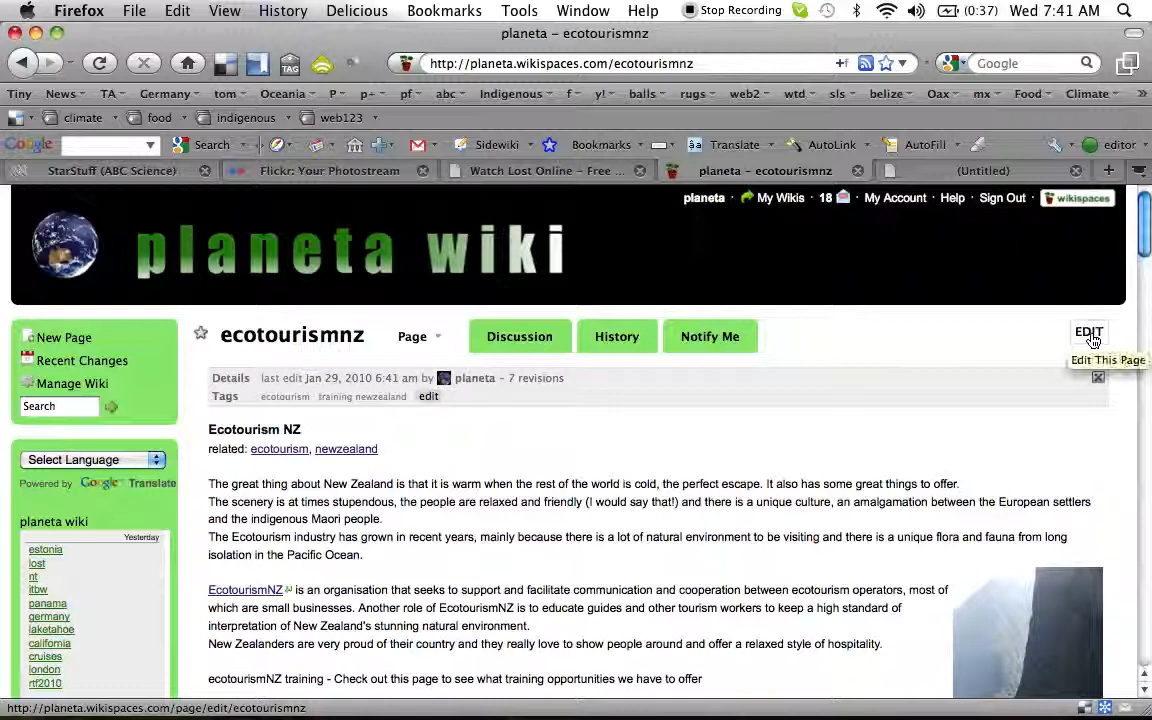 Firefox File Edit View History Delicious Bookmarks Tools Window Help Stop Recording (0:37) Wed 7:41 AM
planeta – ecotourismnz
http://planeta.wikispaces.com/ecotourismnz Google
Tiny News TA Germany tom Oceania P p+ pf abc Indigenous f y! balls rugs web2 wtd sls belize Oax mx Food Climate
climate food indigenous web123
Google Search Sidewiki Bookmarks Translate AutoLink AutoFill editor
StarStuff (ABC Science) Flickr: Your Photostream Watch Lost Online – Free ... planeta – ecotourismnz (Untitled)
planeta My Wikis 18 My Account Help Sign Out wikispaces
planeta wiki
New Page
Recent Changes
Manage Wiki
Search
Select Language
Powered by Google Translate
planeta wiki
Yesterday
estonia
lost
nt
itbw
panama
germany
laketahoe
california
cruises
london
rtf2010
ecotourismnz Page Discussion History Notify Me EDIT
Edit This Page
Details last edit Jan 29, 2010 6:41 am by planeta – 7 revisions
Tags ecotourism training newzealand edit
Ecotourism NZ
related: ecotourism, newzealand
The great thing about New Zealand is that it is warm when the rest of the world is cold, the perfect escape. It also has some great things to offer.
The scenery is at times stupendous, the people are relaxed and friendly (I would say that!) and there is a unique culture, an amalgamation between the European settlers
and the indigenous Maori people.
The Ecotourism industry has grown in recent years, mainly because there is a lot of natural environment to be visiting and there is a unique flora and fauna from long
isolation in the Pacific Ocean.
EcotourismNZ is an organisation that seeks to support and facilitate communication and cooperation between ecotourism operators, most of
which are small businesses. Another role of EcotourismNZ is to educate guides and other tourism workers to keep a high standard of
interpretation of New Zealand's stunning natural environment.
New Zealanders are very proud of their country and they really love to show people around and offer a relaxed style of hospitality.
ecotourismNZ training - Check out this page to see what training opportunities we have to offer
http://planeta.wikispaces.com/page/edit/ecotourismnz